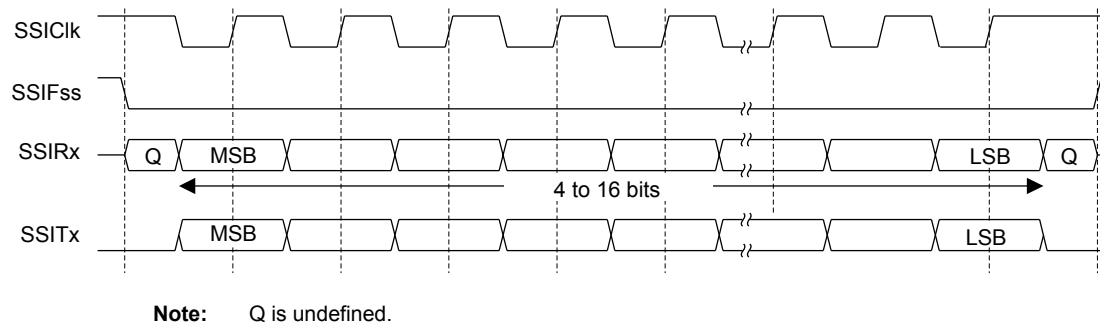 SSIClk
SSIFss
SSIRx Q MSB LSB Q
4 to 16 bits
SSITx MSB LSB
Note: Q is undefined.